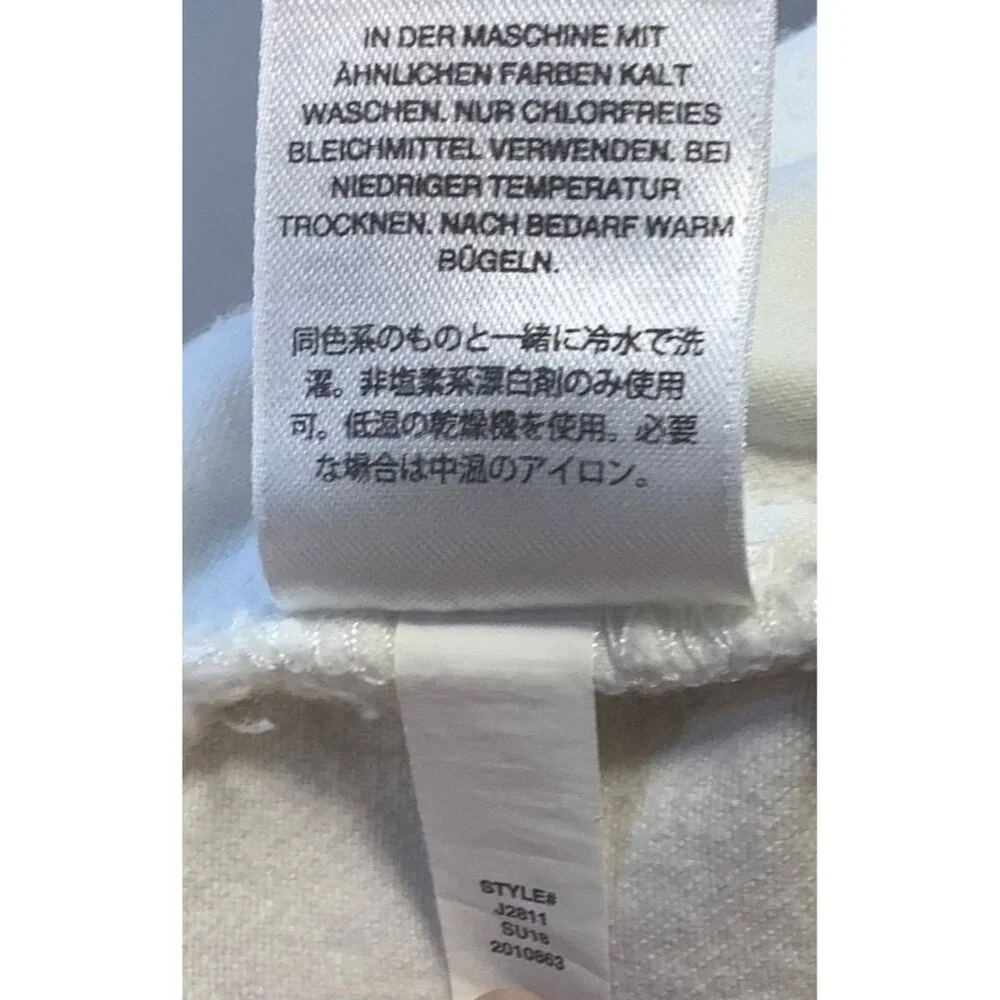 IN DER MASCHINE MIT
ÄHNLICHEN FARBEN KALT
WASCHEN. NUR CHLORFREIES
BLEICHMITTEL VERWENDEN. BEI
NIEDRIGER TEMPERATUR
TROCKNEN. NACH BEDARF WARM
BÜGELN.
同色系のものと一緒に冷水で洗
濯。非塩素系漂白剤のみ使用
可。低温の乾燥機を使用。必要
な場合は中温のアイロン。
STYLE#
J2811
SU18
2010863